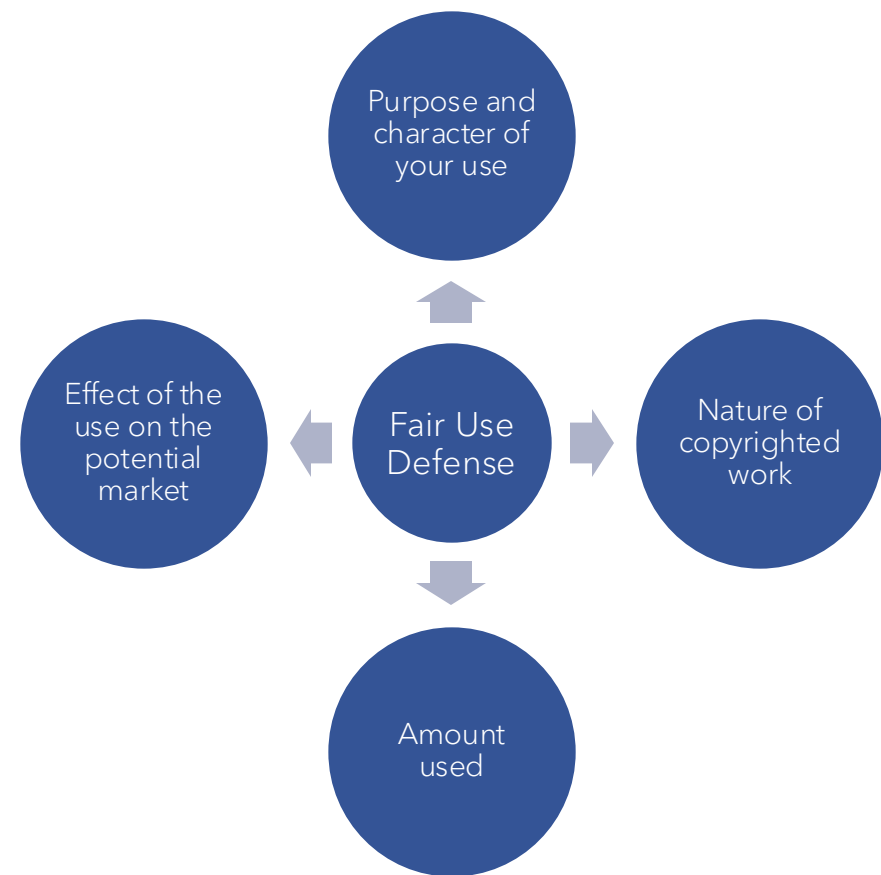 Purpose and
character of
your use
Effect of the
use on the
potential
market
Fair Use
Defense
Nature of
copyrighted
work
Amount
used